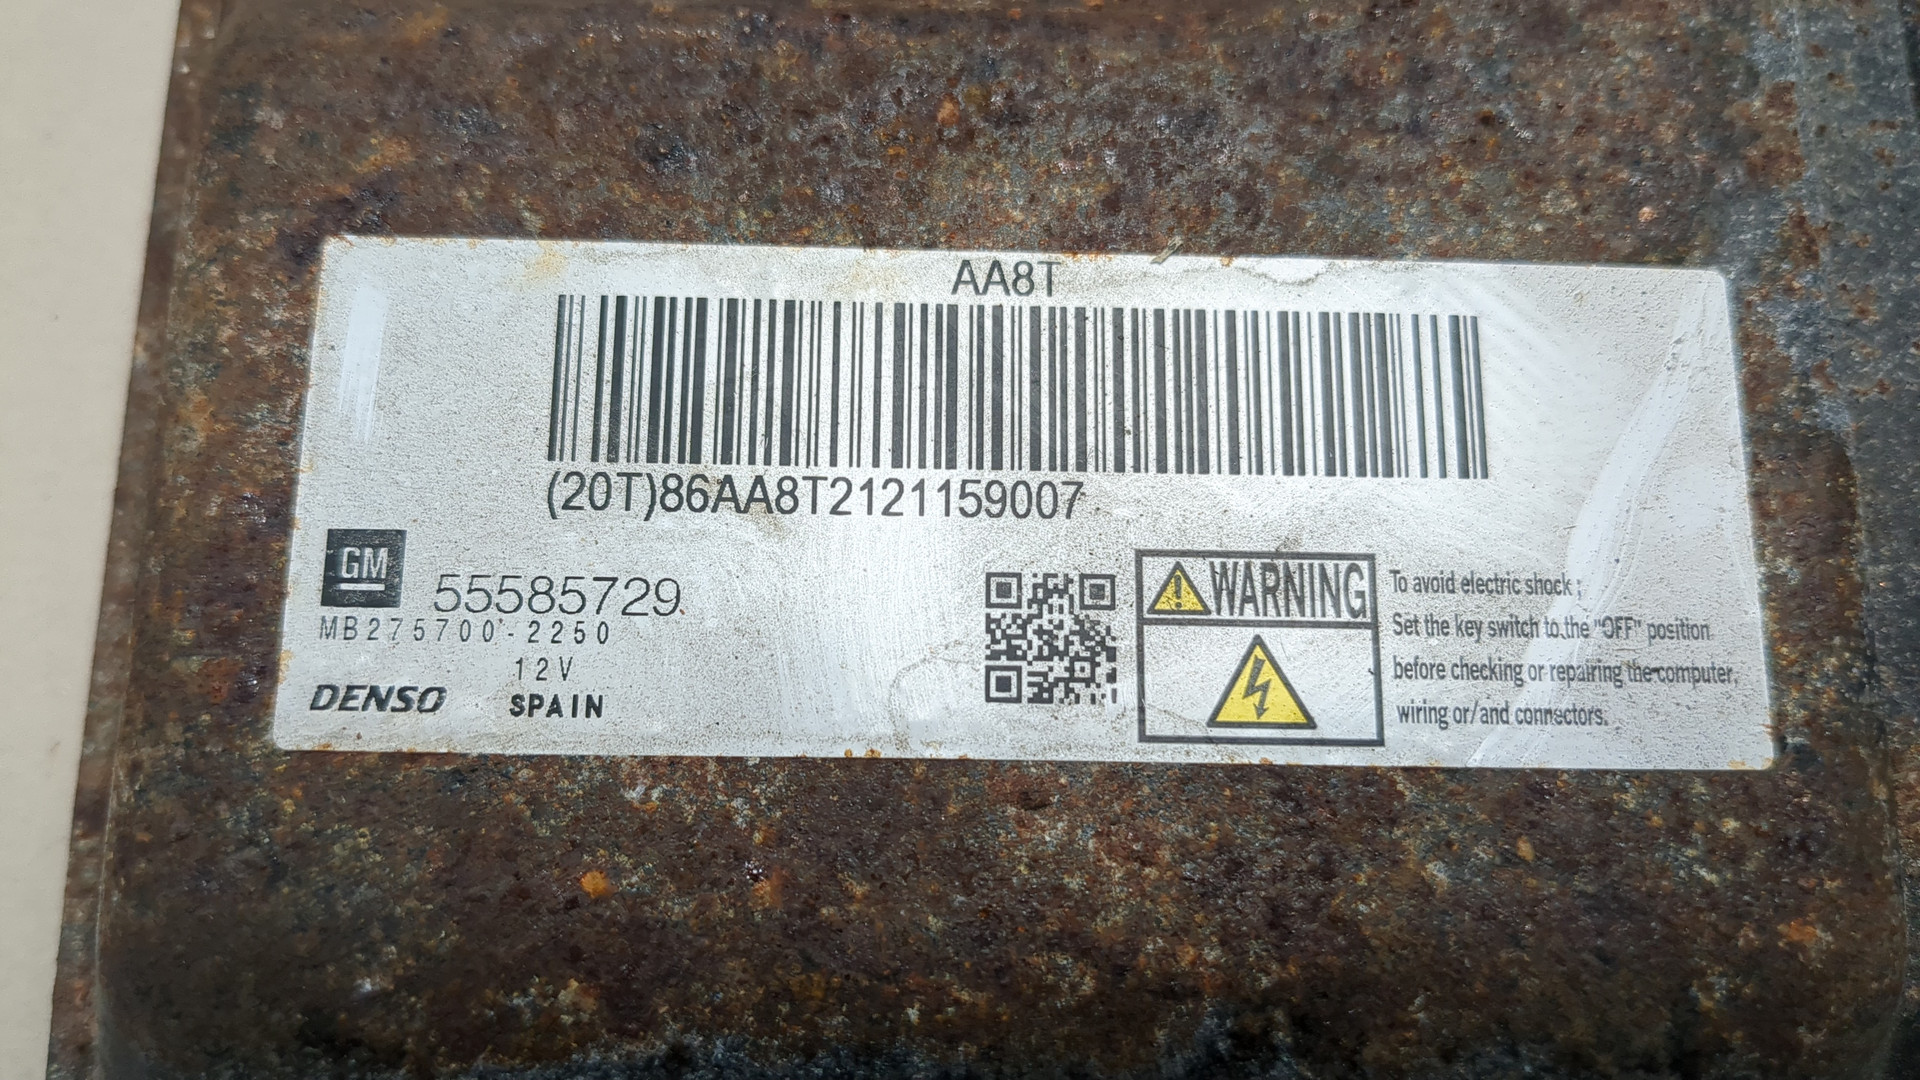 AA8T
(20T)86AA8T2121159007
GM
55585729
MB275700-2250
12V
DENSO SPAIN
WARNING
To avoid electric shock ;
Set the key switch to the "OFF" position
before checking or repairing the computer,
wiring or/and connectors.